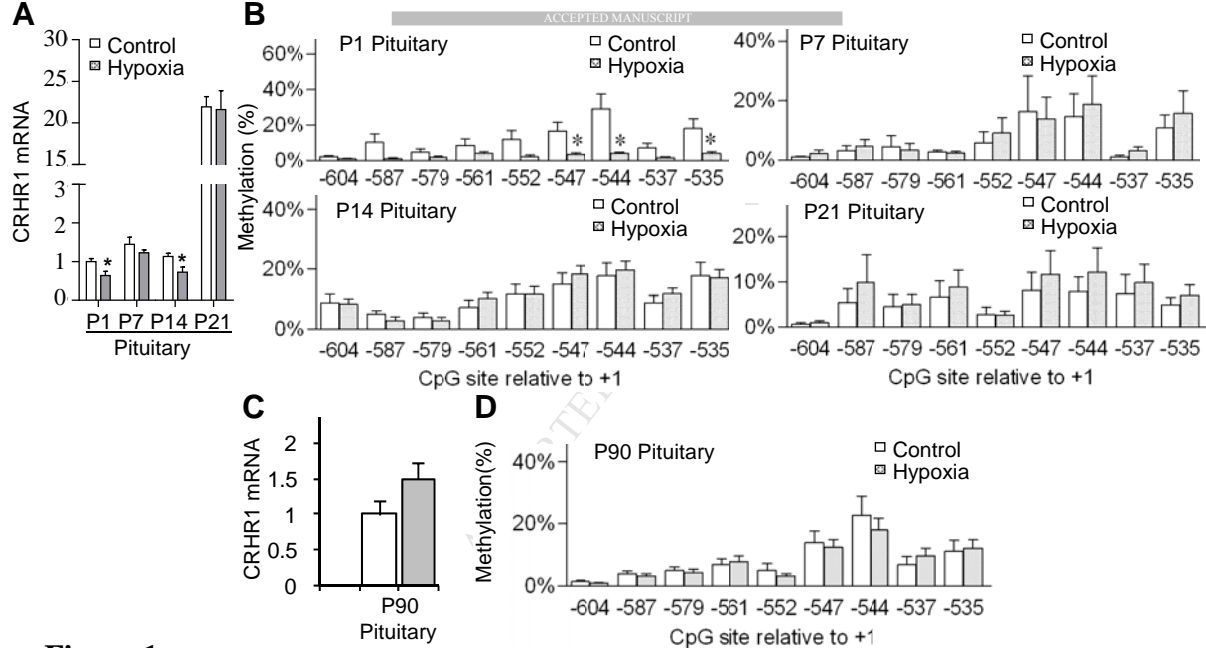 ACCEPTED MANUSCRIPT
A
30
25
20
15
3
2
1
0
CRHR1 mRNA
Control
Hypoxia
*
*
P1 P7 P14 P21
Pituitary
B
Methylation (%)
P1 Pituitary
Control
Hypoxia
60%
40%
20%
0%
* * *
-604 -587 -579 -561 -552 -547 -544 -537 -535
P7 Pituitary
Control
Hypoxia
40%
20%
0%
-604 -587 -579 -561 -552 -547 -544 -537 -535
P14 Pituitary
Control
Hypoxia
40%
20%
0%
-604 -587 -579 -561 -552 -547 -544 -537 -535
CpG site relative to +1
P21 Pituitary
Control
Hypoxia
20%
10%
0%
-604 -587 -579 -561 -552 -547 -544 -537 -535
CpG site relative to +1
C
CRHR1 mRNA
2
1.5
1
0.5
0
P90
Pituitary
D
Methylation(%)
P90 Pituitary
Control
Hypoxia
40%
20%
0%
-604 -587 -579 -561 -552 -547 -544 -537 -535
CpG site relative to +1